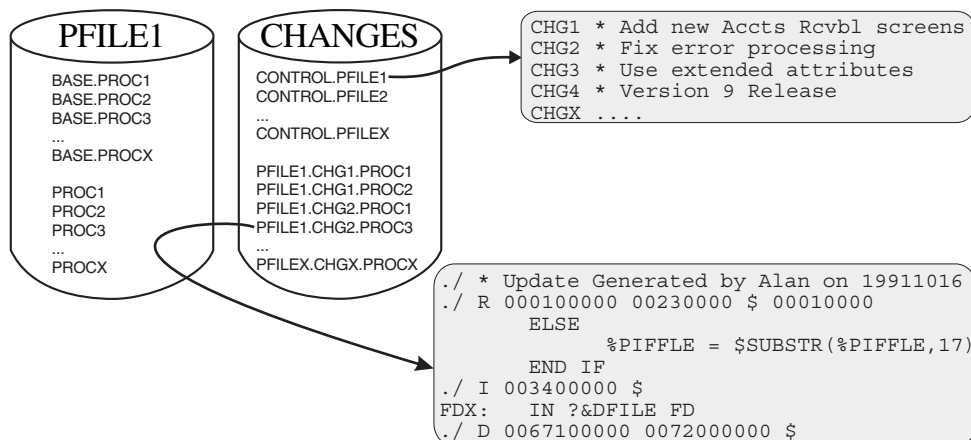 PFILE1
BASE.PROC1
BASE.PROC2
BASE.PROC3
...
BASE.PROCX
PROC1
PROC2
PROC3
...
PROCX
CHANGES
CONTROL.PFILE1
CONTROL.PFILE2
...
CONTROL.PFILEX
PFILE1.CHG1.PROC1
PFILE1.CHG1.PROC2
PFILE1.CHG2.PROC1
PFILE1.CHG2.PROC3
...
PFILEX.CHGX.PROCX
CHG1 * Add new Accts Rcvbl screens
CHG2 * Fix error processing
CHG3 * Use extended attributes
CHG4 * Version 9 Release
CHGX ....
./ * Update Generated by Alan on 19911016
./ R 000100000 00230000 $ 00010000
ELSE
%PIFFLE = $SUBSTR(%PIFFLE,17)
END IF
./ I 003400000 $
FDX: IN ?&DFILE FD
./ D 0067100000 0072000000 $